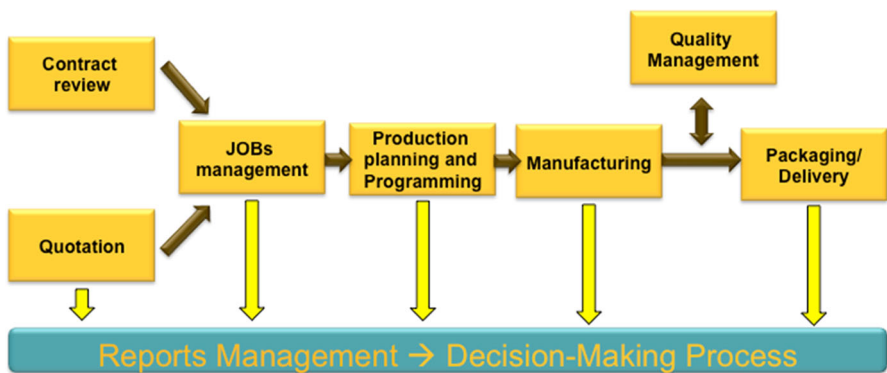 Contract
review
Quotation
JOBs
management
Production
planning and
Programming
Manufacturing
Quality
Management
Packaging/
Delivery
Reports Management → Decision-Making Process